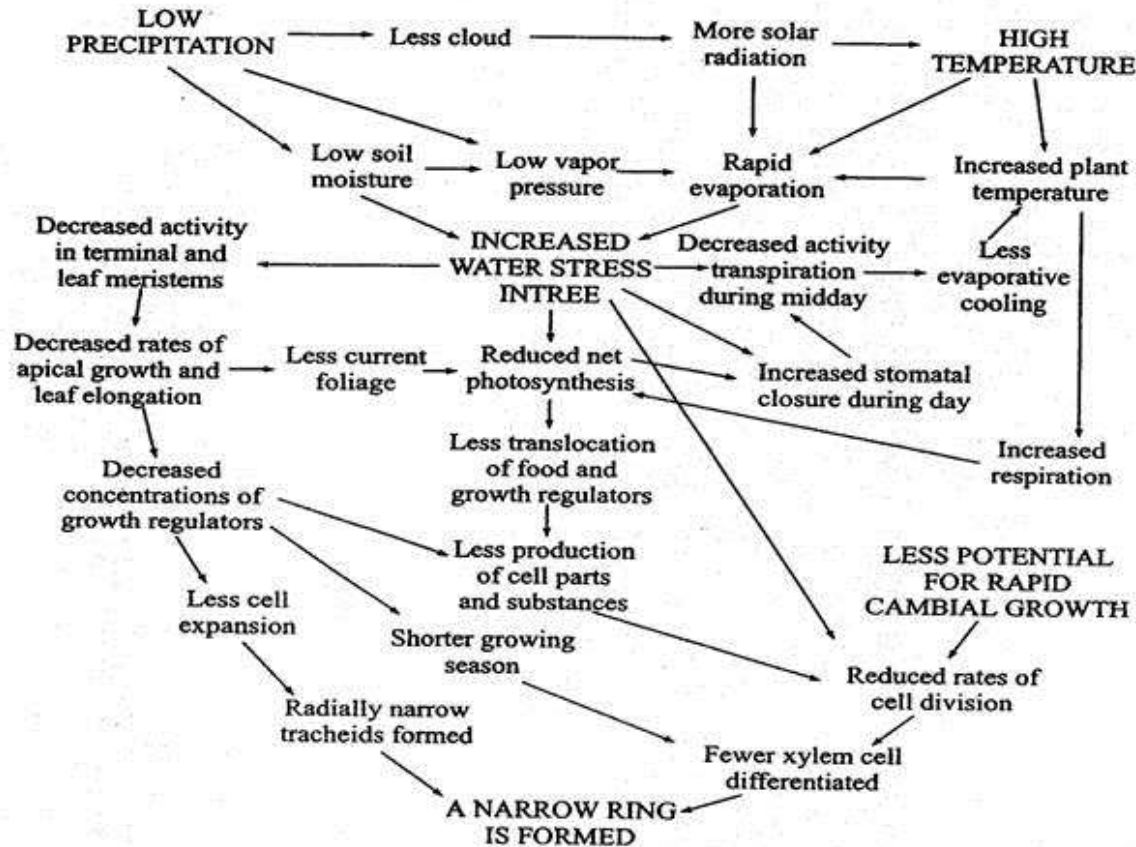 LOW
PRECIPITATION
Less cloud
More solar
radiation
HIGH
TEMPERATURE
Low soil
moisture
Low vapor
pressure
Rapid
evaporation
Increased plant
temperature
Decreased activity
in terminal and
leaf meristems
INCREASED
WATER STRESS
INTREE
Decreased activity
transpiration
during midday
Less
evaporative
cooling
Decreased rates of
apical growth and
leaf elongation
Less current
foliage
Reduced net
photosynthesis
Increased stomatal
closure during day
Less translocation
of food and
growth regulators
Increased
respiration
Decreased
concentrations of
growth regulators
Less production
of cell parts
and substances
LESS POTENTIAL
FOR RAPID
CAMBIAL GROWTH
Less cell
expansion
Shorter growing
season
Reduced rates of
cell division
Radially narrow
tracheids formed
Fewer xylem cell
differentiated
A NARROW RING
IS FORMED